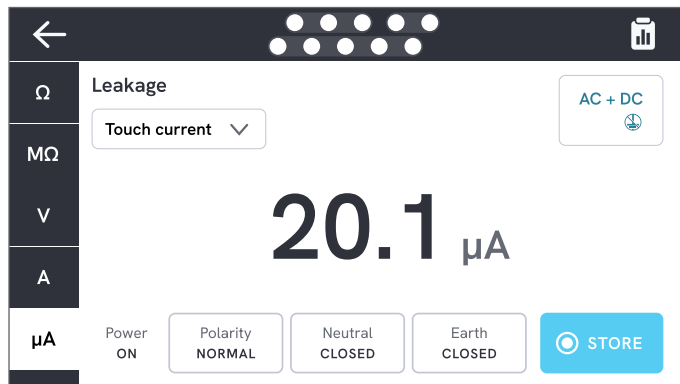 Ω
MΩ
V
A
µA
Leakage
Touch current
AC + DC
20.1 µA
Power
ON
Polarity
NORMAL
Neutral
CLOSED
Earth
CLOSED
STORE